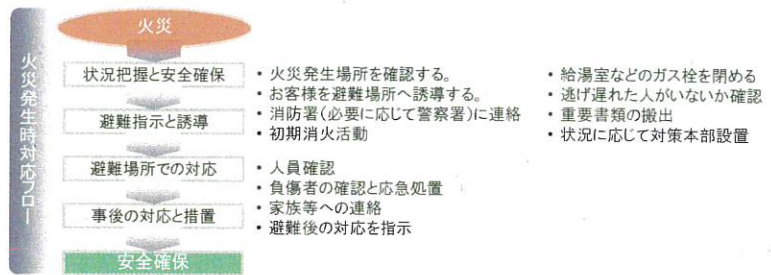 火災発生時対応フロー
火災
状況把握と安全確保
避難指示と誘導
避難場所での対応
事後の対応と措置
安全確保
・火災発生場所を確認する。
・お客様を避難場所へ誘導する。
・消防署(必要に応じて警察署)に連絡
・初期消火活動
・給湯室などのガス栓を閉める
・逃げ遅れた人がいないか確認
・重要書類の搬出
・状況に応じて対策本部設置
・人員確認
・負傷者の確認と応急処置
・家族等への連絡
・避難後の対応を指示